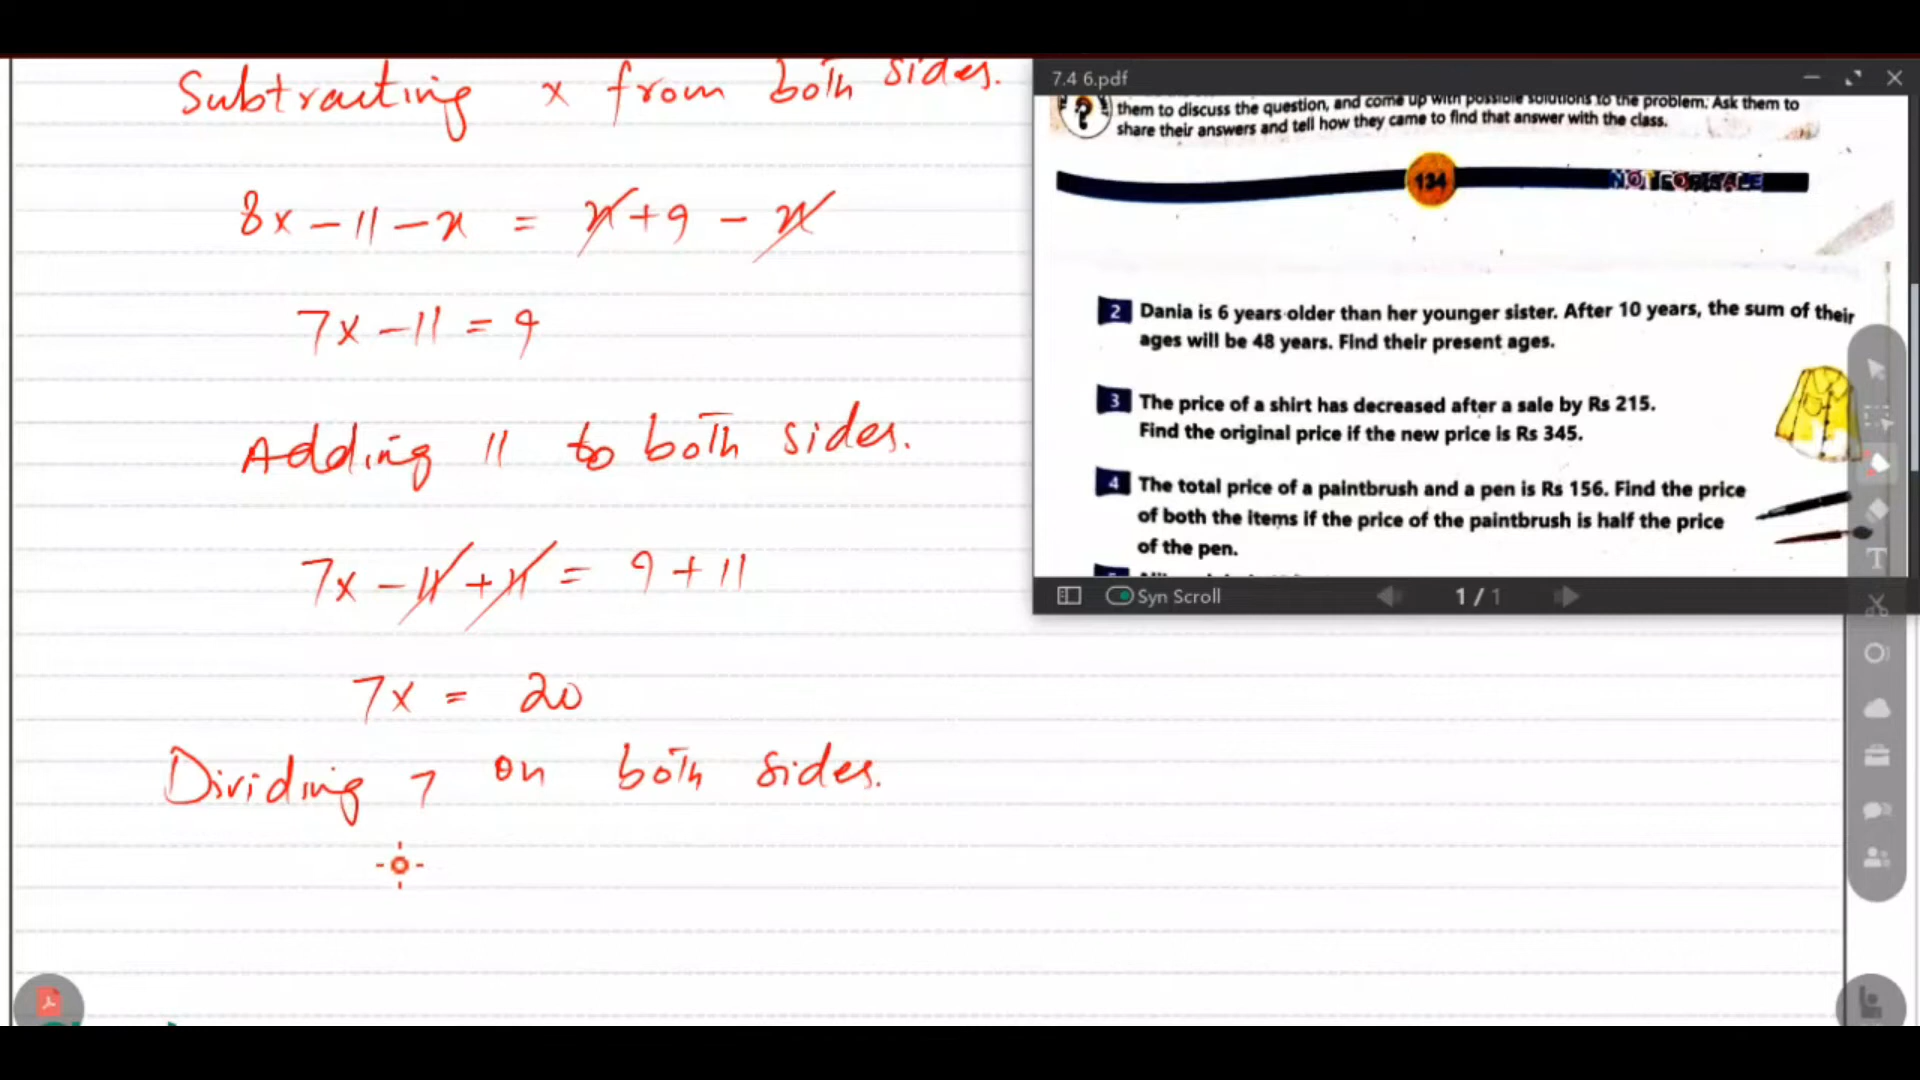 Subtracting x from both sides.
8x - 11 - x = x + 9 - x
7x - 11 = 9
Adding 11 to both sides.
7x - 11 + 11 = 9 + 11
7x = 20
Dividing 7 on both sides.
7.4 6.pdf
them to discuss the question, and come up with possible solutions to the problem. Ask them to
share their answers and tell how they came to find that answer with the class.
134
NOT FOR SALE
2 Dania is 6 years older than her younger sister. After 10 years, the sum of their
ages will be 48 years. Find their present ages.
3 The price of a shirt has decreased after a sale by Rs 215.
Find the original price if the new price is Rs 345.
4 The total price of a paintbrush and a pen is Rs 156. Find the price
of both the items if the price of the paintbrush is half the price
of the pen.
Syn Scroll
1 / 1